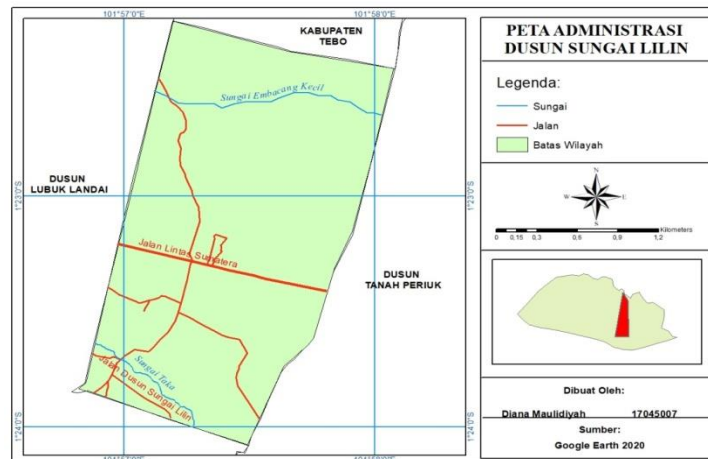 101°57'0"E
101°58'0"E
KABUPATEN
TEBO
Sungai Embacang Kecil
DUSUN
LUBUK LANDAI
1°23'0"S
1°23'0"S
Jalan Lintas Sumatera
DUSUN
TANAH PERIUK
Sungai Toko
Jalan Dusun Sungai Lilin
1°24'0"S
1°24'0"S
PETA ADMINISTRASI
DUSUN SUNGAI LILIN
Legenda:
Sungai
Jalan
Batas Wilayah
N
W
E
S
Kilometers
0 0,15 0,3 0,6 0,9 1,2
Dibuat Oleh:
Diana Maulidiyah 17045007
Sumber:
Google Earth 2020